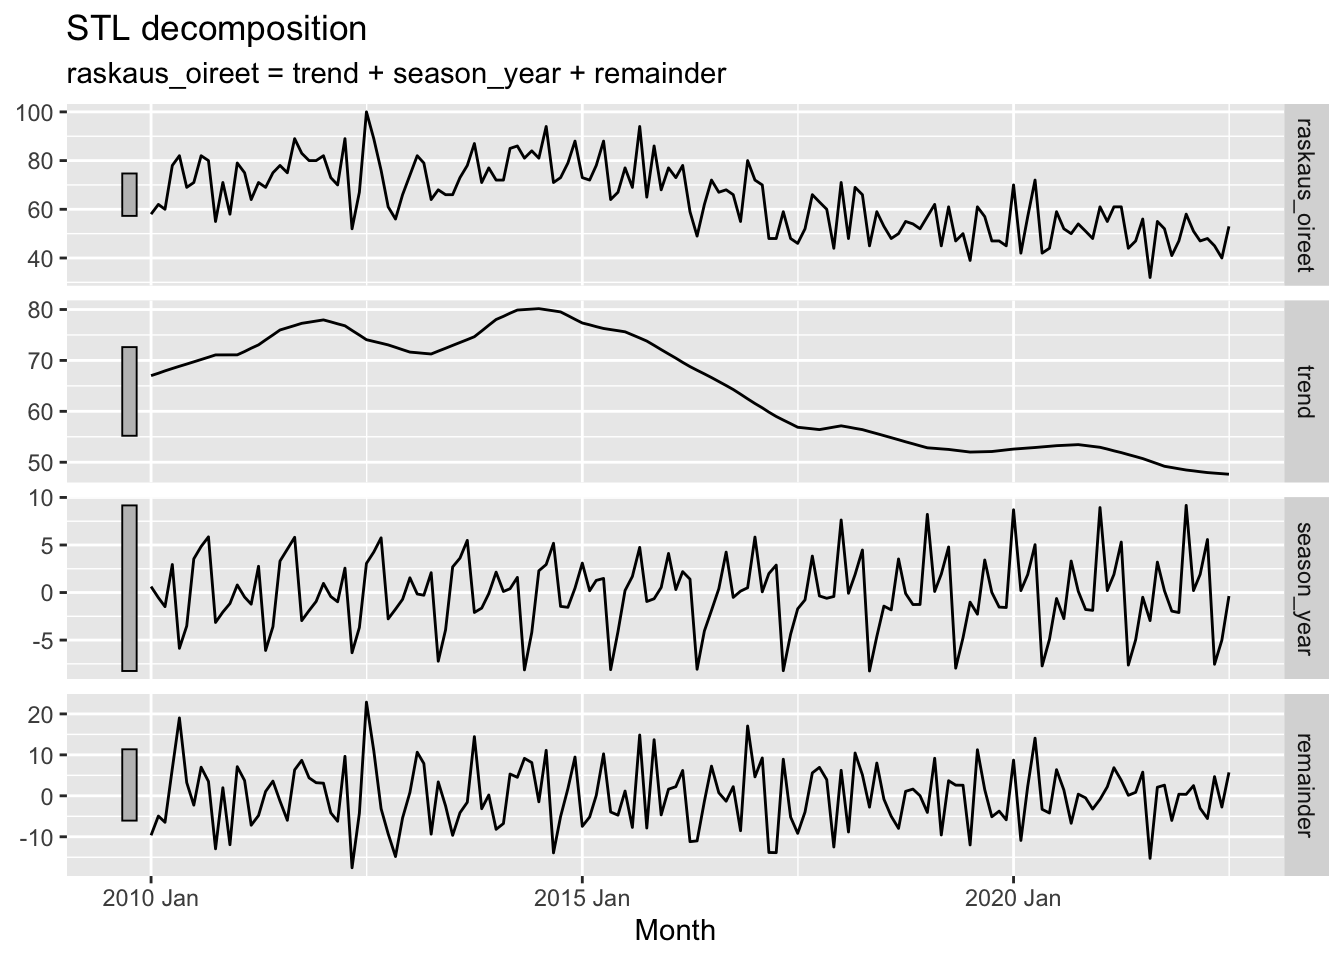 STL decomposition
raskaus_oireet = trend + season_year + remainder
100
80
60
40
raskaus_oireet
80
70
60
50
trend
10
5
0
-5
season_year
20
10
0
-10
remainder
2010 Jan
2015 Jan
2020 Jan
Month